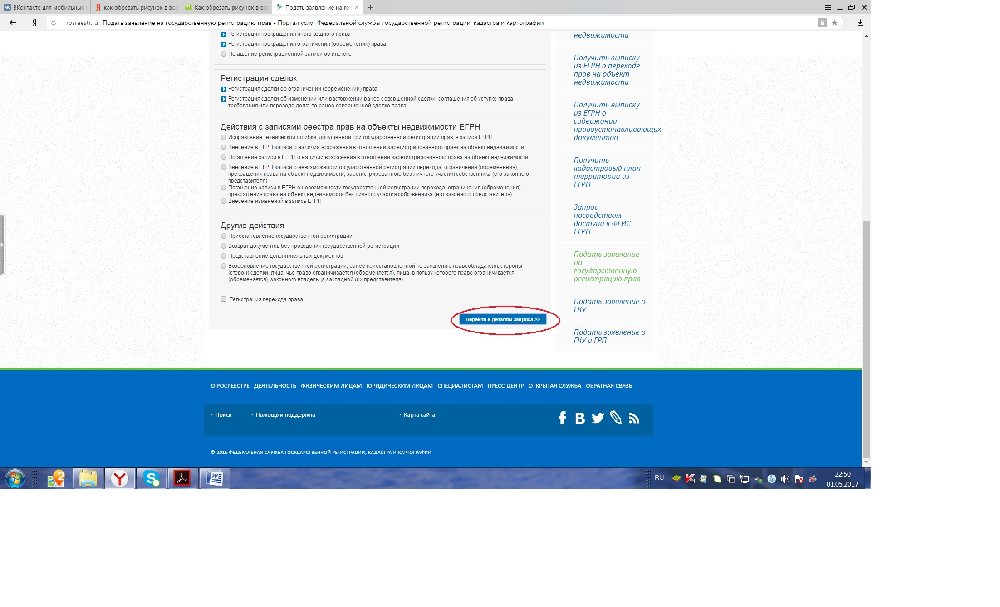 ВКонтакте для мобильных у
как обрезать рисунок в вор
Как обрезать рисунок в вор
Подать заявление на гос
rosreestr.ru Подать заявление на государственную регистрацию прав - Портал услуг Федеральной службы государственной регистрации, кадастра и картографии
Регистрация прекращения иного вещного права
Регистрация прекращения ограничения (обременения) права
Погашение регистрационной записи об ипотеке
Регистрация сделок
Регистрация сделки об ограничении (обременении) права
Регистрация сделки об изменении или расторжении ранее совершенной сделки, соглашения об уступке права
требования или переводе долга по ранее совершенной сделке права
Действия с записями реестра прав на объекты недвижимости ЕГРН
Исправление технической ошибки, допущенной при государственной регистрации прав, в записи ЕГРН
Внесение в ЕГРН записи о наличии возражения в отношении зарегистрированного права на объект недвижимости
Погашение записи в ЕГРН о наличии возражения в отношении зарегистрированного права на объект недвижимости
Внесение в ЕГРН записи о невозможности государственной регистрации перехода, ограничения (обременения),
прекращения права на объект недвижимости, зарегистрированного без личного участия собственника (его законного
представителя)
Погашение записи в ЕГРН о невозможности государственной регистрации перехода, ограничения (обременения),
прекращения права на объект недвижимости без личного участия собственника (его законного представителя)
Внесение изменений в запись ЕГРН
Другие действия
Приостановление государственной регистрации
Возврат документов без проведения государственной регистрации
Представление дополнительных документов
Возобновление государственной регистрации, ранее приостановленной по заявлению правообладателя, стороны
(сторон) сделки, лица, чье право ограничивается (обременяется), лица, в пользу которого право ограничивается
(обременяется), законного владельца закладной (их представителя)
Регистрация перехода права
Перейти к деталям запроса >>
недвижимости
Получить выписку
из ЕГРН о переходе
прав на объект
недвижимости
Получить выписку
из ЕГРН о
содержании
правоустанавливающих
документов
Получить
кадастровый план
территории из
ЕГРН
Запрос
посредством
доступа к ФГИС
ЕГРН
Подать заявление
на
государственную
регистрацию прав
Подать заявление о
ГКУ
Подать заявление о
ГКУ и ГРП
О РОСРЕЕСТРЕ ДЕЯТЕЛЬНОСТЬ ФИЗИЧЕСКИМ ЛИЦАМ ЮРИДИЧЕСКИМ ЛИЦАМ СПЕЦИАЛИСТАМ ПРЕСС-ЦЕНТР ОТКРЫТАЯ СЛУЖБА ОБРАТНАЯ СВЯЗЬ
Поиск Помощь и поддержка Карта сайта
© 2016 ФЕДЕРАЛЬНАЯ СЛУЖБА ГОСУДАРСТВЕННОЙ РЕГИСТРАЦИИ, КАДАСТРА И КАРТОГРАФИИ
RU
22:50
01.05.2017